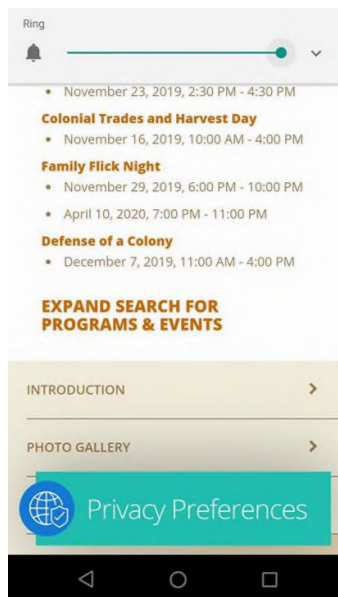 Ring
November 23, 2019, 2:30 PM - 4:30 PM
Colonial Trades and Harvest Day
November 16, 2019, 10:00 AM - 4:00 PM
Family Flick Night
November 29, 2019, 6:00 PM - 10:00 PM
April 10, 2020, 7:00 PM - 11:00 PM
Defense of a Colony
December 7, 2019, 11:00 AM - 4:00 PM
EXPAND SEARCH FOR
PROGRAMS & EVENTS
INTRODUCTION
PHOTO GALLERY
Privacy Preferences